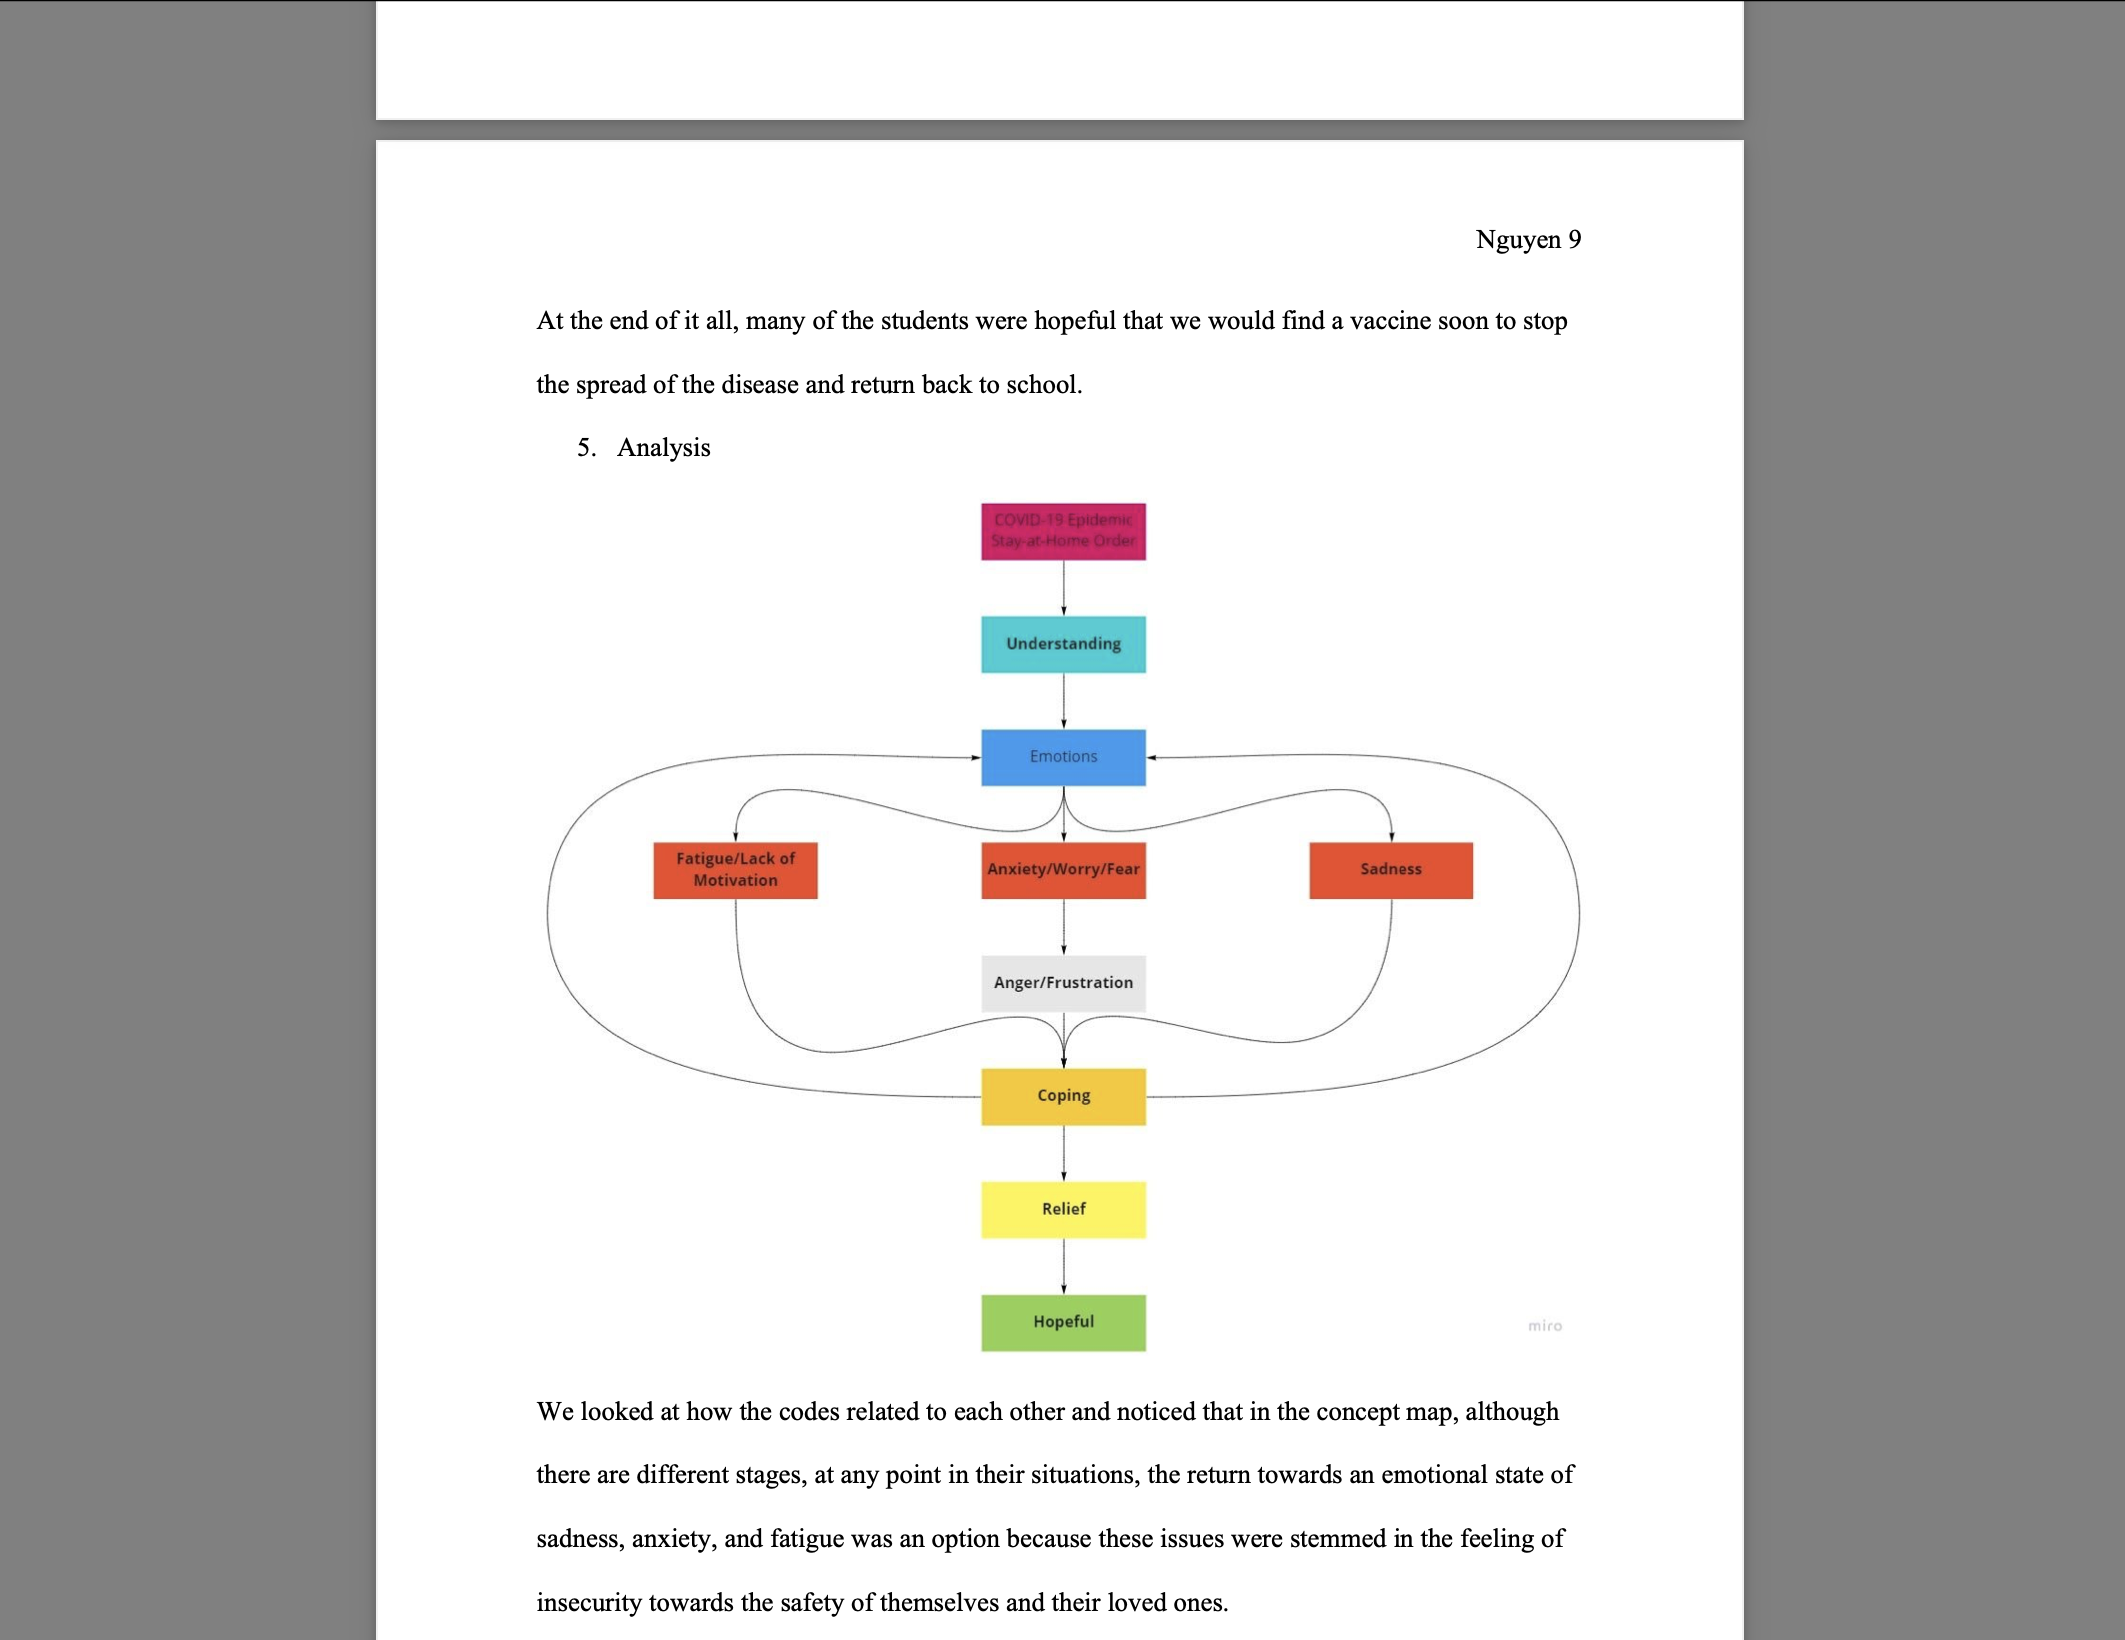 Nguyen 9
At the end of it all, many of the students were hopeful that we would find a vaccine soon to stop
the spread of the disease and return back to school.
5. Analysis
COVID-19 Epidemic
Stay-at-Home Order
Understanding
Emotions
Fatigue/Lack of
Motivation
Anxiety/Worry/Fear
Sadness
Anger/Frustration
Coping
Relief
Hopeful
miro
We looked at how the codes related to each other and noticed that in the concept map, although
there are different stages, at any point in their situations, the return towards an emotional state of
sadness, anxiety, and fatigue was an option because these issues were stemmed in the feeling of
insecurity towards the safety of themselves and their loved ones.